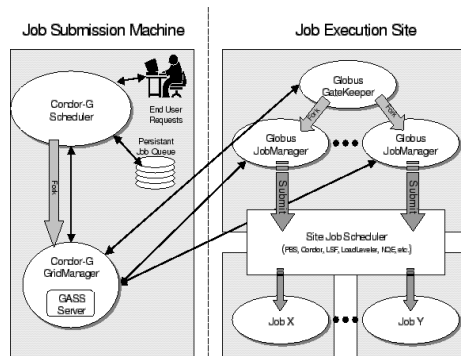 Job Submission Machine
Job Execution Site
Condor-G
Scheduler
End User
Requests
Persistant
Job Queue
Fork
Condor-G
GridManager
GASS
Server
Globus
GateKeeper
Fork
Fork
Globus
JobManager
Globus
JobManager
Submit
Submit
Site Job Scheduler
(PBS, Condor, LSF, LoadLeveler, NQE, etc.)
Job X
Job Y